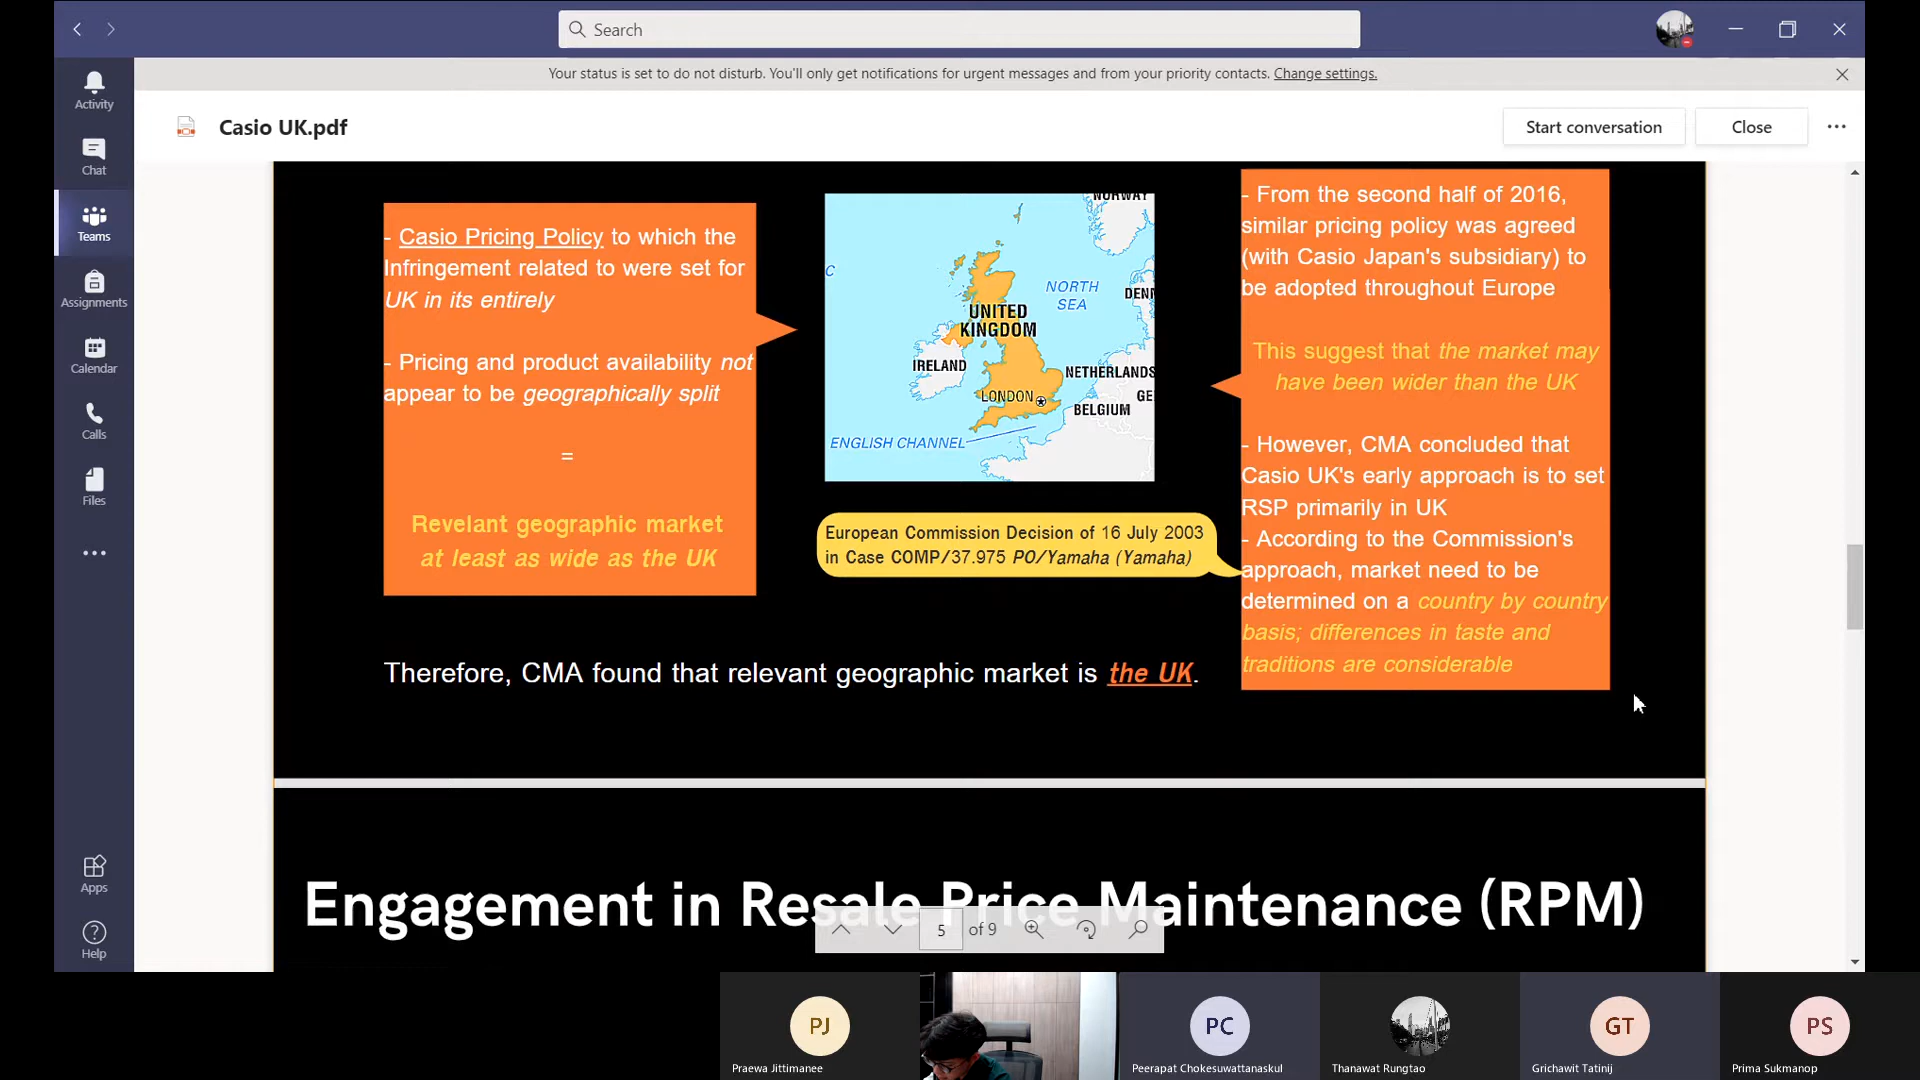 Search
Your status is set to do not disturb. You'll only get notifications for urgent messages and from your priority contacts. Change settings.
Activity
Chat
Teams
Assignments
Calendar
Calls
Files
Apps
Help
Casio UK.pdf
Start conversation
Close
- Casio Pricing Policy to which the
Infringement related to were set for
UK in its entirely
- Pricing and product availability not
appear to be geographically split
=
Revelant geographic market
at least as wide as the UK
NORWAY
C
NORTH
SEA
DEN
UNITED
KINGDOM
IRELAND
NETHERLANDS
LONDON
GE
BELGIUM
ENGLISH CHANNEL
European Commission Decision of 16 July 2003
in Case COMP/37.975 PO/Yamaha (Yamaha)
- From the second half of 2016,
similar pricing policy was agreed
(with Casio Japan's subsidiary) to
be adopted throughout Europe
This suggest that the market may
have been wider than the UK
- However, CMA concluded that
Casio UK's early approach is to set
RSP primarily in UK
- According to the Commission's
approach, market need to be
determined on a country by country
basis; differences in taste and
traditions are considerable
Therefore, CMA found that relevant geographic market is the UK.
Engagement in Resale Price Maintenance (RPM)
5 of 9
PJ
Praewa Jittimanee
PC
Peerapat Chokesuwattanaskul
Thanawat Rungtao
GT
Grichawit Tatinij
PS
Prima Sukmanop